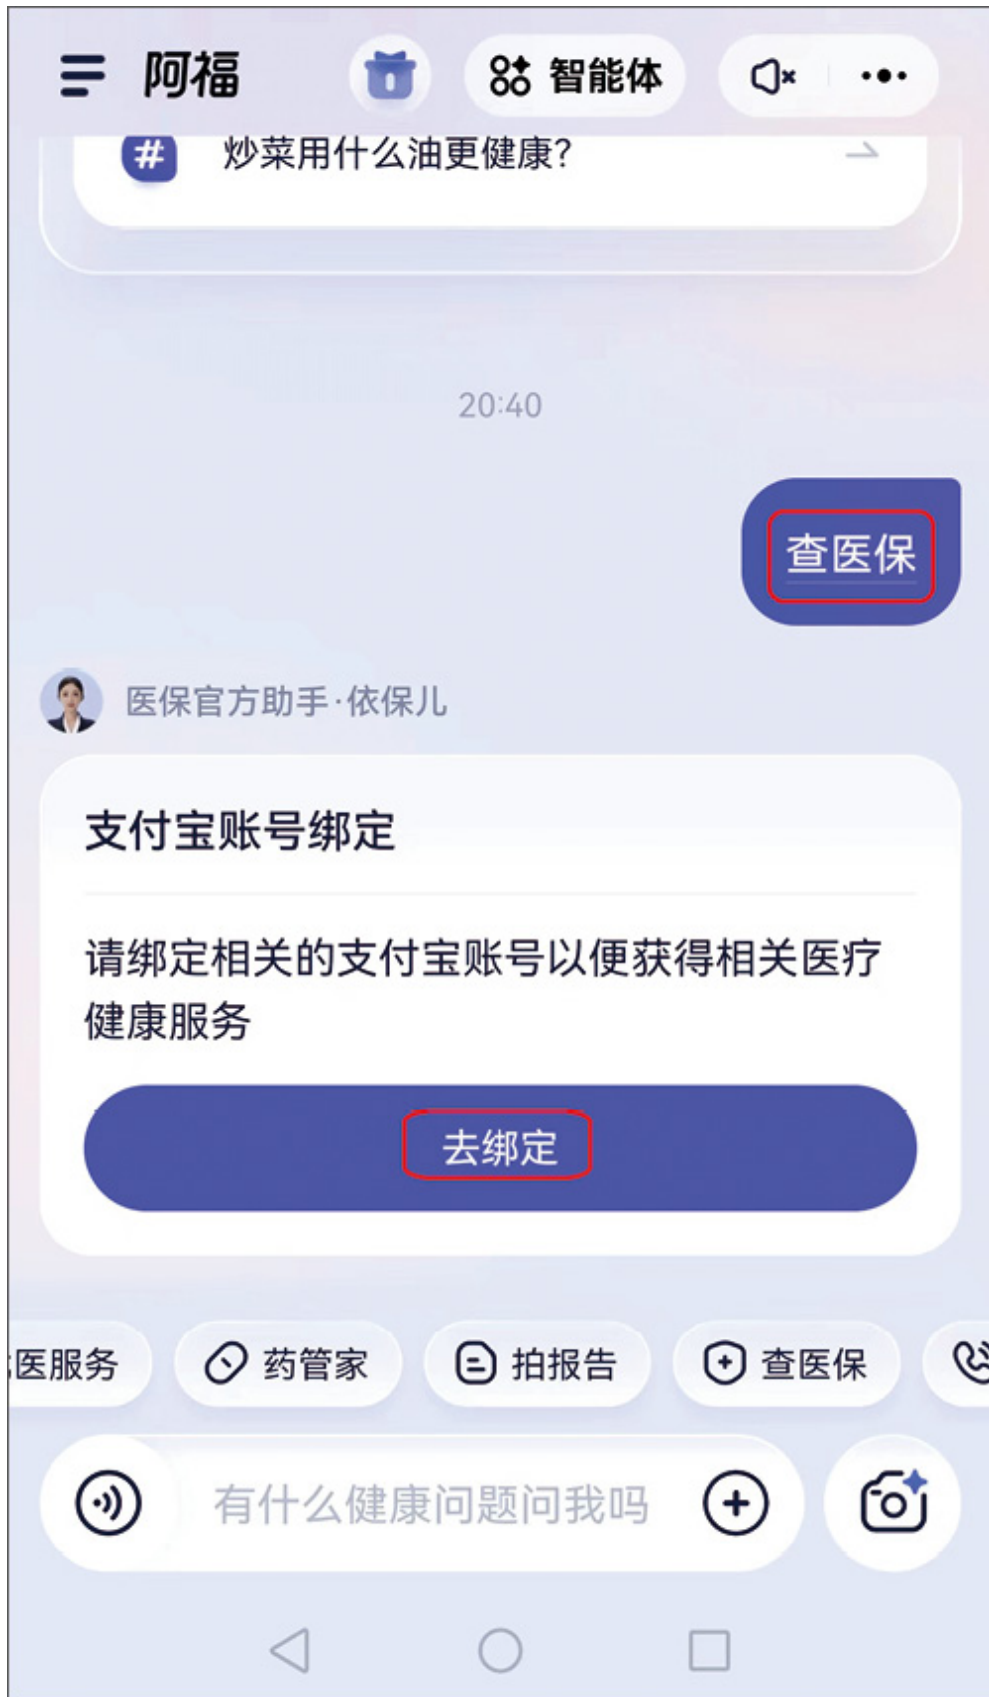 阿福
智能体
# 炒菜用什么油更健康?
20:40
查医保
医保官方助手·依保儿
支付宝账号绑定
请绑定相关的支付宝账号以便获得相关医疗
健康服务
去绑定
医服务
药管家
拍报告
查医保
有什么健康问题问我吗